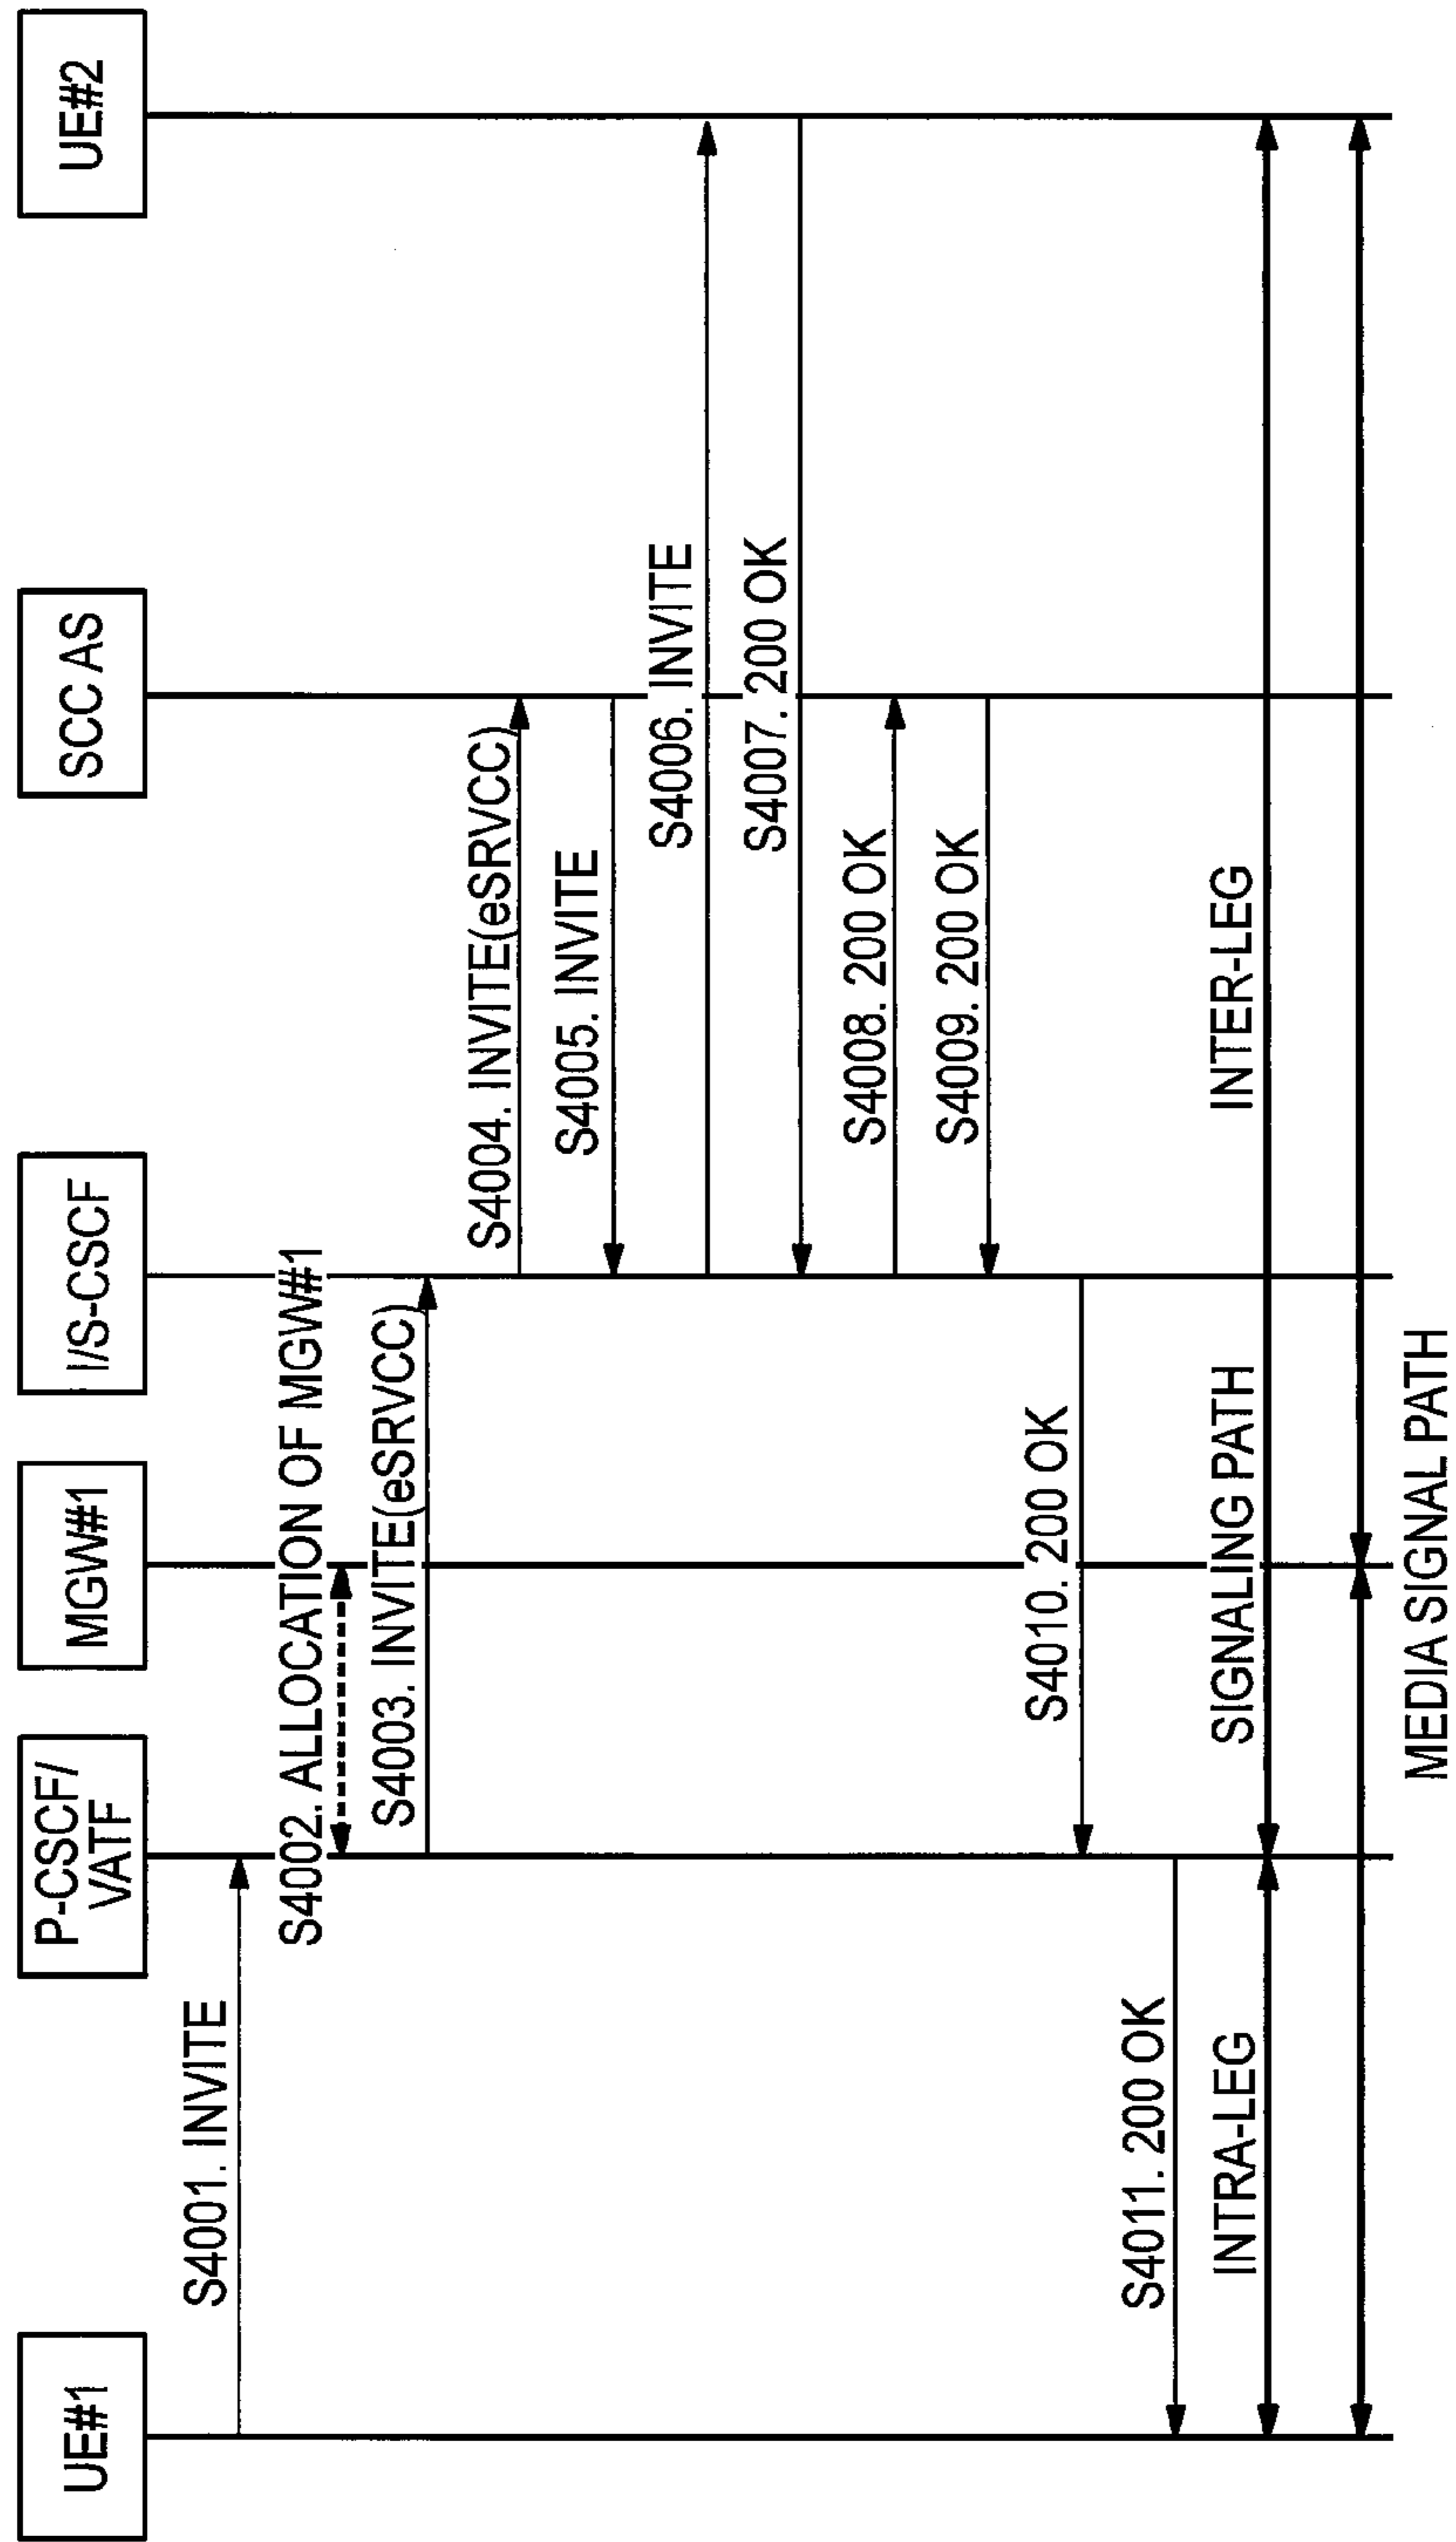 UE#1
P-CSCF/
VATF
MGW#1
I/S-CSCF
SCC AS
UE#2
S4001. INVITE
S4002. ALLOCATION OF MGW#1
S4003. INVITE(eSRVCC)
S4004. INVITE(eSRVCC)
S4005. INVITE
S4006. INVITE
S4007. 200 OK
S4008. 200 OK
S4009. 200 OK
S4010. 200 OK
S4011. 200 OK
INTRA-LEG
SIGNALING PATH
INTER-LEG
MEDIA SIGNAL PATH